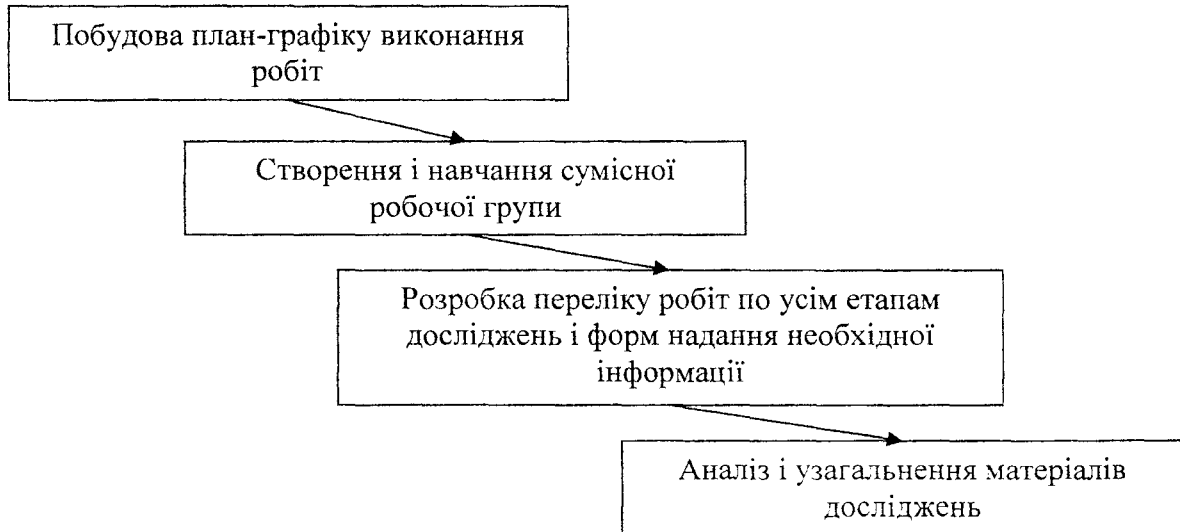 Побудова план-графіку виконання
робіт
Створення і навчання сумісної
робочої групи
Розробка переліку робіт по усім етапам
досліджень і форм надання необхідної
інформації
Аналіз і узагальнення матеріалів
досліджень